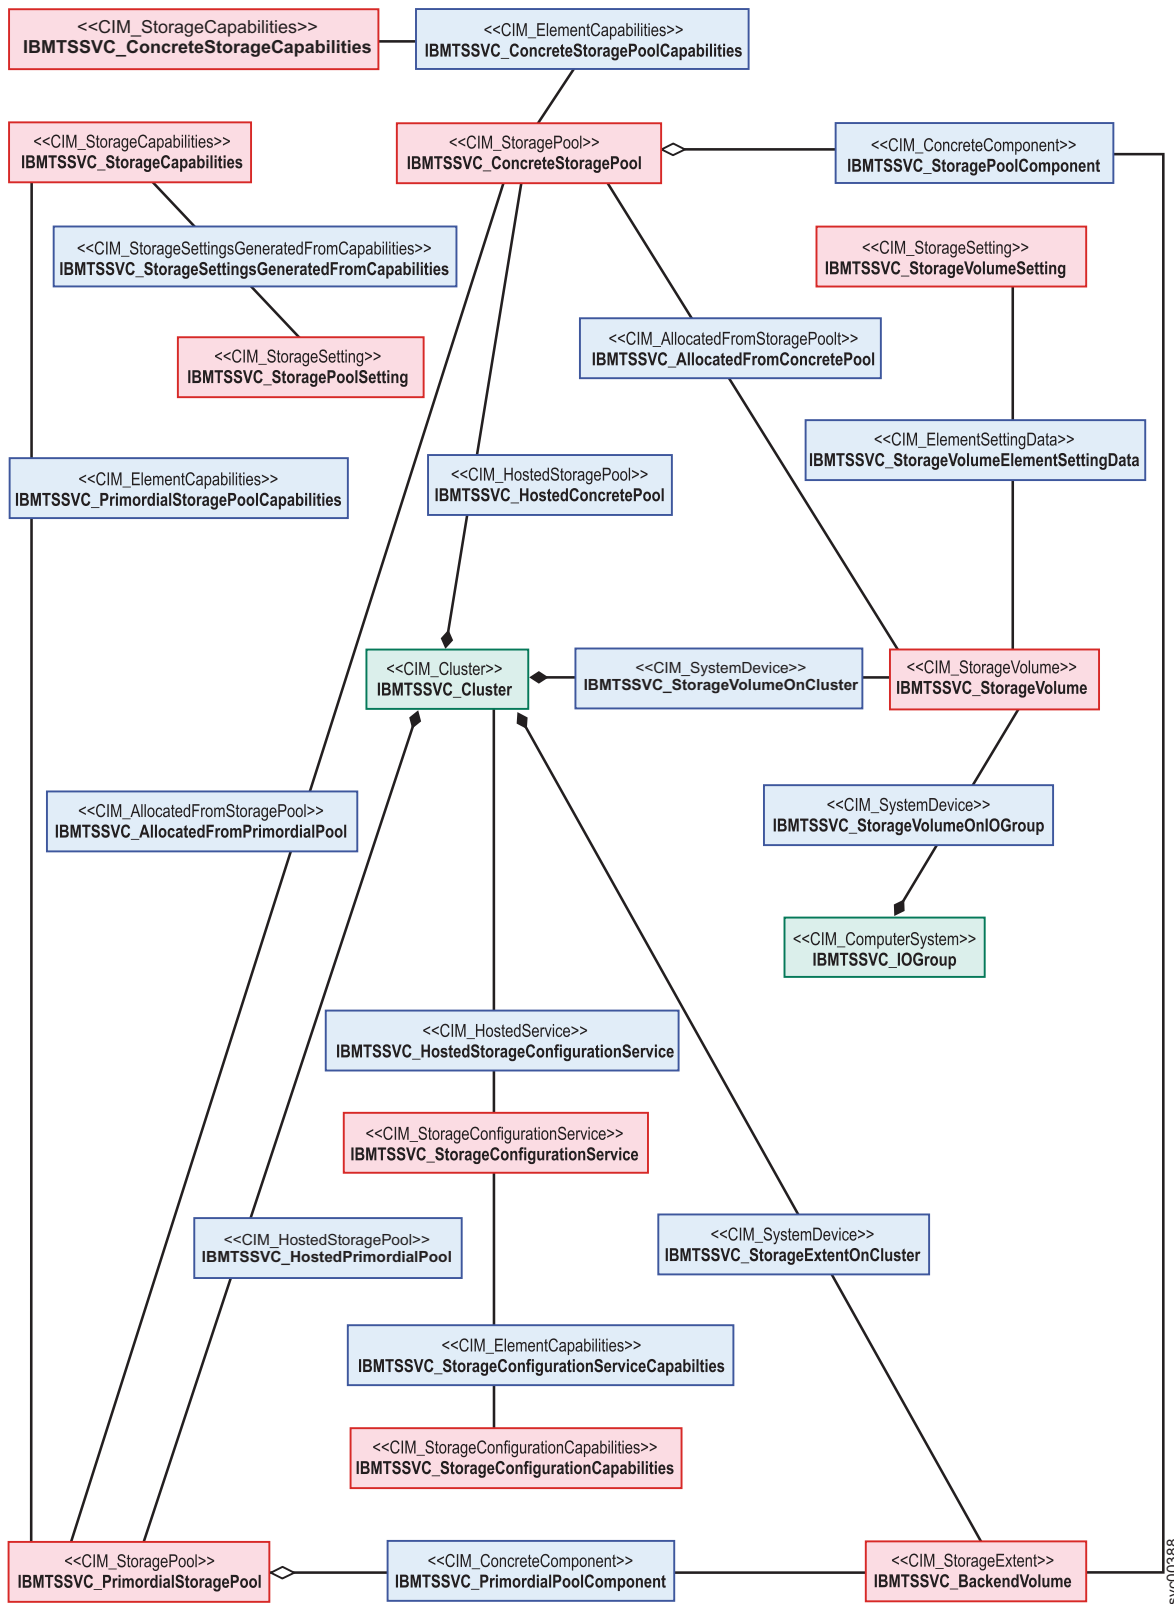 <<CIM_StorageCapabilities>>
IBMTSSVC_ConcreteStorageCapabilities
<<CIM_ElementCapabilities>>
IBMTSSVC_ConcreteStoragePoolCapabilities
<<CIM_StorageCapabilities>>
IBMTSSVC_StorageCapabilities
<<CIM_StoragePool>>
IBMTSSVC_ConcreteStoragePool
<<CIM_ConcreteComponent>>
IBMTSSVC_StoragePoolComponent
<<CIM_StorageSettingsGeneratedFromCapabilities>>
IBMTSSVC_StorageSettingsGeneratedFromCapabilities
<<CIM_StorageSetting>>
IBMTSSVC_StorageVolumeSetting
<<CIM_StorageSetting>>
IBMTSSVC_StoragePoolSetting
<<CIM_AllocatedFromStoragePoolt>>
IBMTSSVC_AllocatedFromConcretePool
<<CIM_ElementSettingData>>
IBMTSSVC_StorageVolumeElementSettingData
<<CIM_ElementCapabilities>>
IBMTSSVC_PrimordialStoragePoolCapabilities
<<CIM_HostedStoragePool>>
IBMTSSVC_HostedConcretePool
<<CIM_Cluster>>
IBMTSSVC_Cluster
<<CIM_SystemDevice>>
IBMTSSVC_StorageVolumeOnCluster
<<CIM_StorageVolume>>
IBMTSSVC_StorageVolume
<<CIM_AllocatedFromStoragePool>>
IBMTSSVC_AllocatedFromPrimordialPool
<<CIM_SystemDevice>>
IBMTSSVC_StorageVolumeOnIOGroup
<<CIM_ComputerSystem>>
IBMTSSVC_IOGroup
<<CIM_HostedService>>
IBMTSSVC_HostedStorageConfigurationService
<<CIM_StorageConfigurationService>>
IBMTSSVC_StorageConfigurationService
<<CIM_HostedStoragePool>>
IBMTSSVC_HostedPrimordialPool
<<CIM_SystemDevice>>
IBMTSSVC_StorageExtentOnCluster
<<CIM_ElementCapabilities>>
IBMTSSVC_StorageConfigurationServiceCapabilties
<<CIM_StorageConfigurationCapabilities>>
IBMTSSVC_StorageConfigurationCapabilities
<<CIM_StoragePool>>
IBMTSSVC_PrimordialStoragePool
<<CIM_ConcreteComponent>>
IBMTSSVC_PrimordialPoolComponent
<<CIM_StorageExtent>>
IBMTSSVC_BackendVolume
svc00388